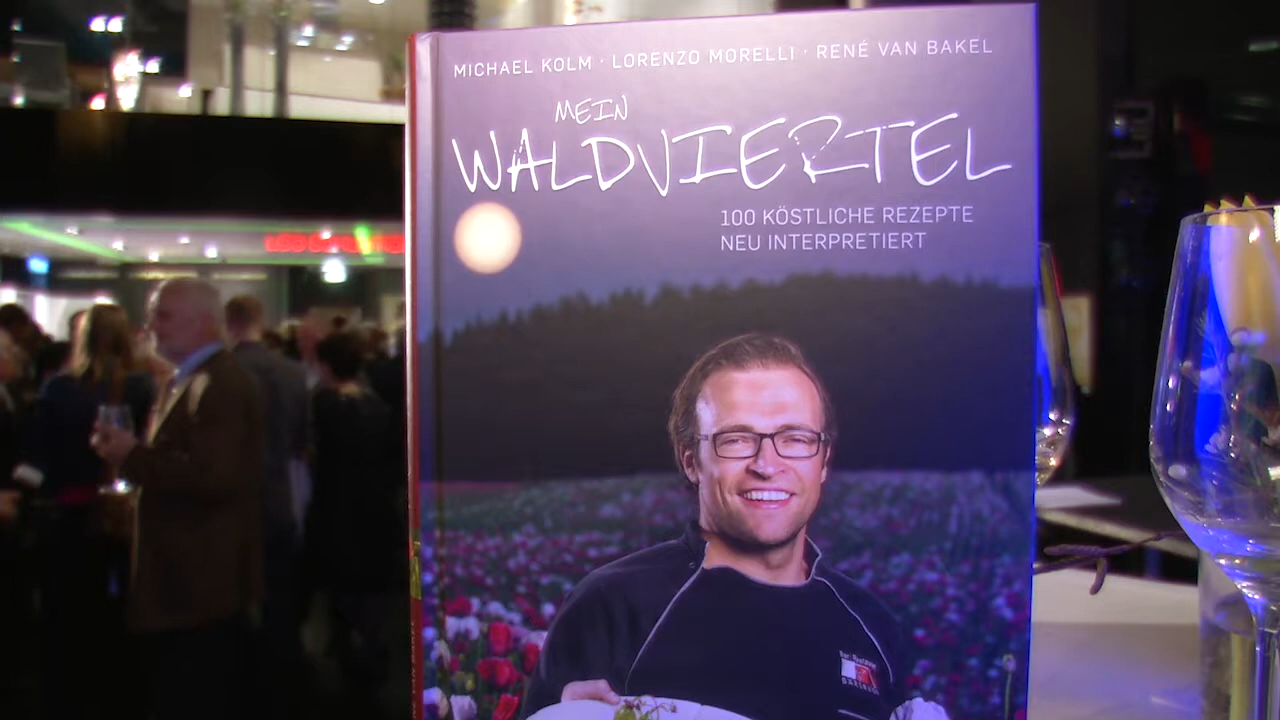 MICHAEL KOLM · LORENZO MORELLI · RENÉ VAN BAKEL
MEIN
WALDVIERTEL
100 KÖSTLICHE REZEPTE
NEU INTERPRETIERT